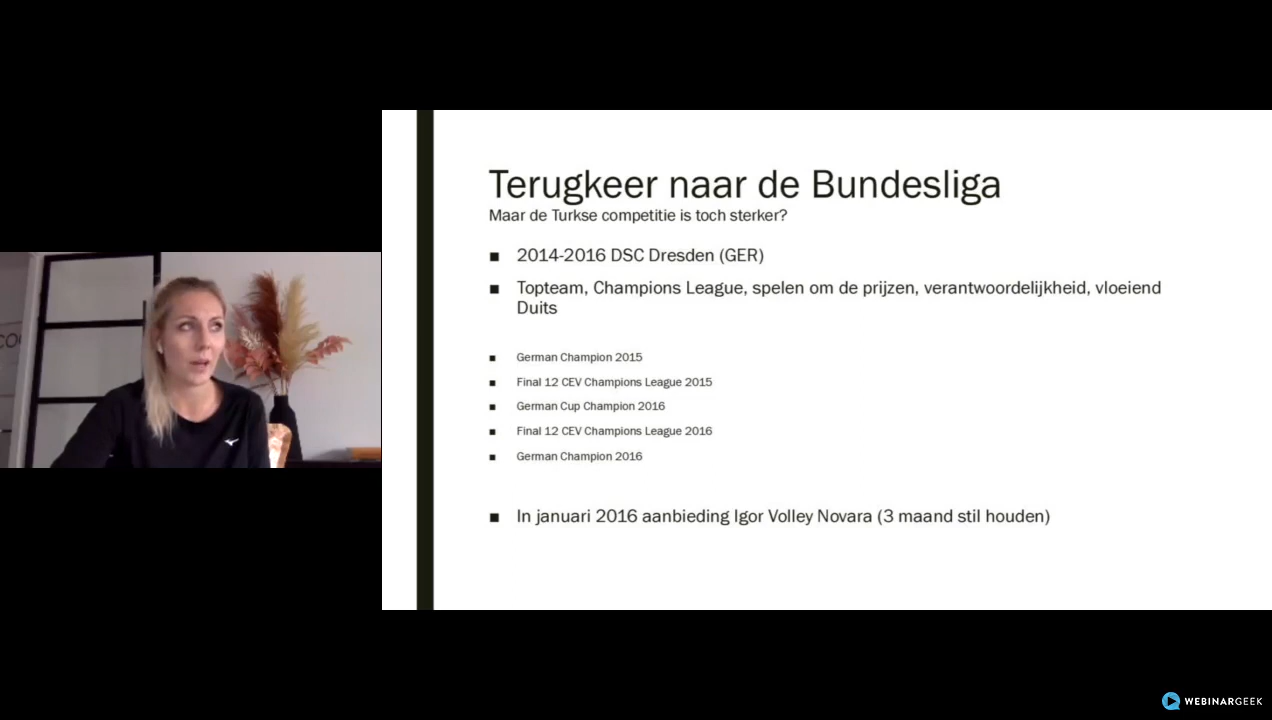 Terugkeer naar de Bundesliga
Maar de Turkse competitie is toch sterker?
■ 2014-2016 DSC Dresden (GER)
■ Topteam, Champions League, spelen om de prijzen, verantwoordelijkheid, vloeiend
Duits
■ German Champion 2015
■ Final 12 CEV Champions League 2015
■ German Cup Champion 2016
■ Final 12 CEV Champions League 2016
■ German Champion 2016
■ In januari 2016 aanbieding Igor Volley Novara (3 maand stil houden)
WEBINARGEEK